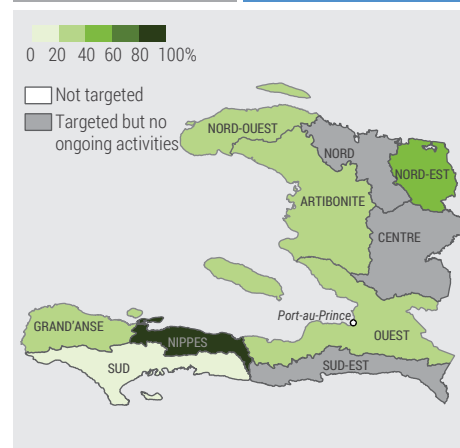 0 20 40 60 80 100%
Not targeted
Targeted but no
ongoing activities
NORD-OUEST
NORD
NORD-EST
ARTIBONITE
CENTRE
Port-au-Prince
GRAND'ANSE
OUEST
NIPPES
SUD
SUD-EST